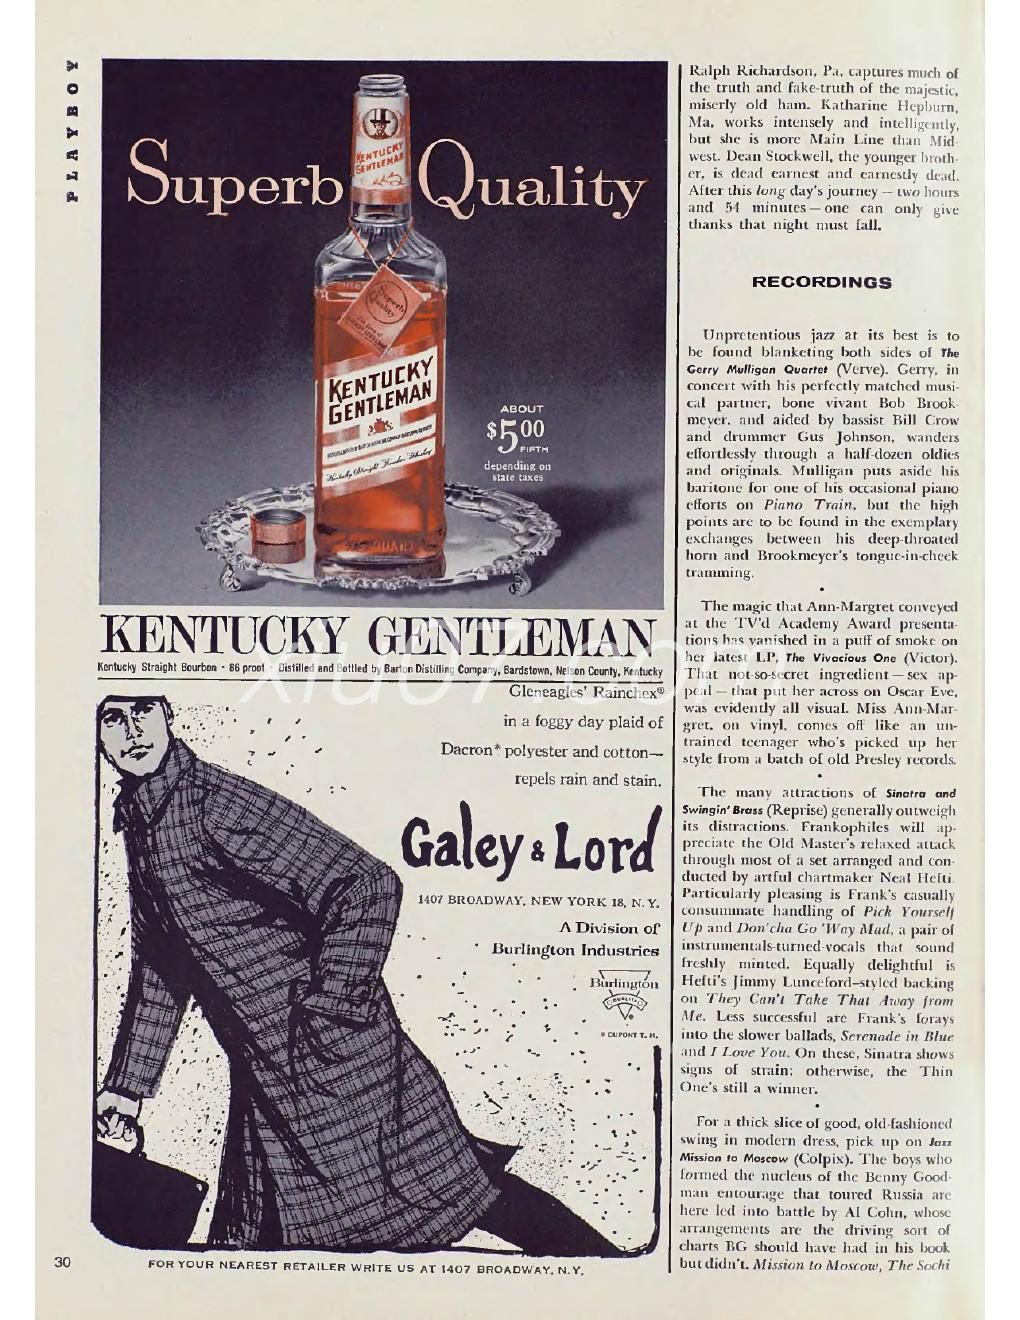 PLAYBOY
Superb Quality
KENTUCKY
GENTLEMAN
Superb
Quality
KENTUCKY
GENTLEMAN
Kentucky Straight Bourbon Whiskey
ABOUT
$5.00
FIFTH
depending on
state taxes
KENTUCKY GENTLEMAN
Kentucky Straight Bourbon • 86 proof • Distilled and Bottled by Barton Distilling Company, Bardstown, Nelson County, Kentucky
Gleneagles' Rainchex®
in a foggy day plaid of
Dacron* polyester and cotton—
repels rain and stain.
Galey & Lord
1407 BROADWAY, NEW YORK 18, N.Y.
A Division of
Burlington Industries
Burlington
QUALITY
* DUPONT T. M.
30
FOR YOUR NEAREST RETAILER WRITE US AT 1407 BROADWAY, N.Y.
Ralph Richardson, Pa, captures much of
the truth and fake-truth of the majestic,
miserly old ham. Katharine Hepburn,
Ma, works intensely and intelligently,
but she is more Main Line than Mid-
west. Dean Stockwell, the younger broth-
er, is dead earnest and earnestly dead.
After this long day's journey — two hours
and 54 minutes — one can only give
thanks that night must fall.
RECORDINGS
Unpretentious jazz at its best is to
be found blanketing both sides of The
Gerry Mulligan Quartet (Verve). Gerry, in
concert with his perfectly matched musi-
cal partner, bone vivant Bob Brook-
meyer, and aided by bassist Bill Crow
and drummer Gus Johnson, wanders
effortlessly through a half-dozen oldies
and originals. Mulligan puts aside his
baritone for one of his occasional piano
efforts on Piano Train, but the high
points are to be found in the exemplary
exchanges between his deep-throated
horn and Brookmeyer's tongue-in-cheek
tramming.
•
The magic that Ann-Margret conveyed
at the TV'd Academy Award presenta-
tions has vanished in a puff of smoke on
her latest LP, The Vivacious One (Victor).
That not-so-secret ingredient — sex ap-
peal — that put her across on Oscar Eve,
was evidently all visual. Miss Ann-Mar-
gret, on vinyl, comes off like an un-
trained teenager who's picked up her
style from a batch of old Presley records.
•
The many attractions of Sinatra and
Swingin' Brass (Reprise) generally outweigh
its distractions. Frankophiles will ap-
preciate the Old Master's relaxed attack
through most of a set arranged and con-
ducted by artful chartmaker Neal Hefti.
Particularly pleasing is Frank's casually
consummate handling of Pick Yourself
Up and Don'cha Go 'Way Mad, a pair of
instrumentals-turned-vocals that sound
freshly minted. Equally delightful is
Hefti's Jimmy Lunceford–styled backing
on They Can't Take That Away from
Me. Less successful are Frank's forays
into the slower ballads, Serenade in Blue
and I Love You. On these, Sinatra shows
signs of strain; otherwise, the Thin
One's still a winner.
•
For a thick slice of good, old-fashioned
swing in modern dress, pick up on Jazz
Mission to Moscow (Colpix). The boys who
formed the nucleus of the Benny Good-
man entourage that toured Russia are
here led into battle by Al Cohn, whose
arrangements are the driving sort of
charts BG should have had in his book
but didn't. Mission to Moscow, The Sochi